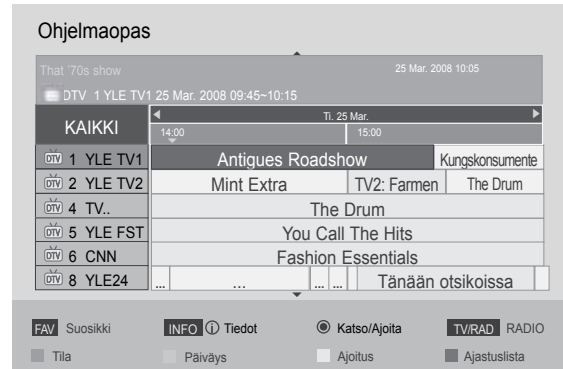 Ohjelmaopas
That '70s show 25 Mar. 2008 10:05
DTV 1 YLE TV1 25 Mar. 2008 09:45~10:15
KAIKKI Ti. 25 Mar.
14:00 15:00
DTV 1 YLE TV1 Antigues Roadshow Kungskonsumente
DTV 2 YLE TV2 Mint Extra TV2: Farmen The Drum
DTV 4 TV.. The Drum
DTV 5 YLE FST You Call The Hits
DTV 6 CNN Fashion Essentials
DTV 8 YLE24 ... ... ... ... Tänään otsikoissa
FAV Suosikki INFO ⓘ Tiedot Katso/Ajoita TV/RAD RADIO
Tila Päiväys Ajoitus Ajastuslista